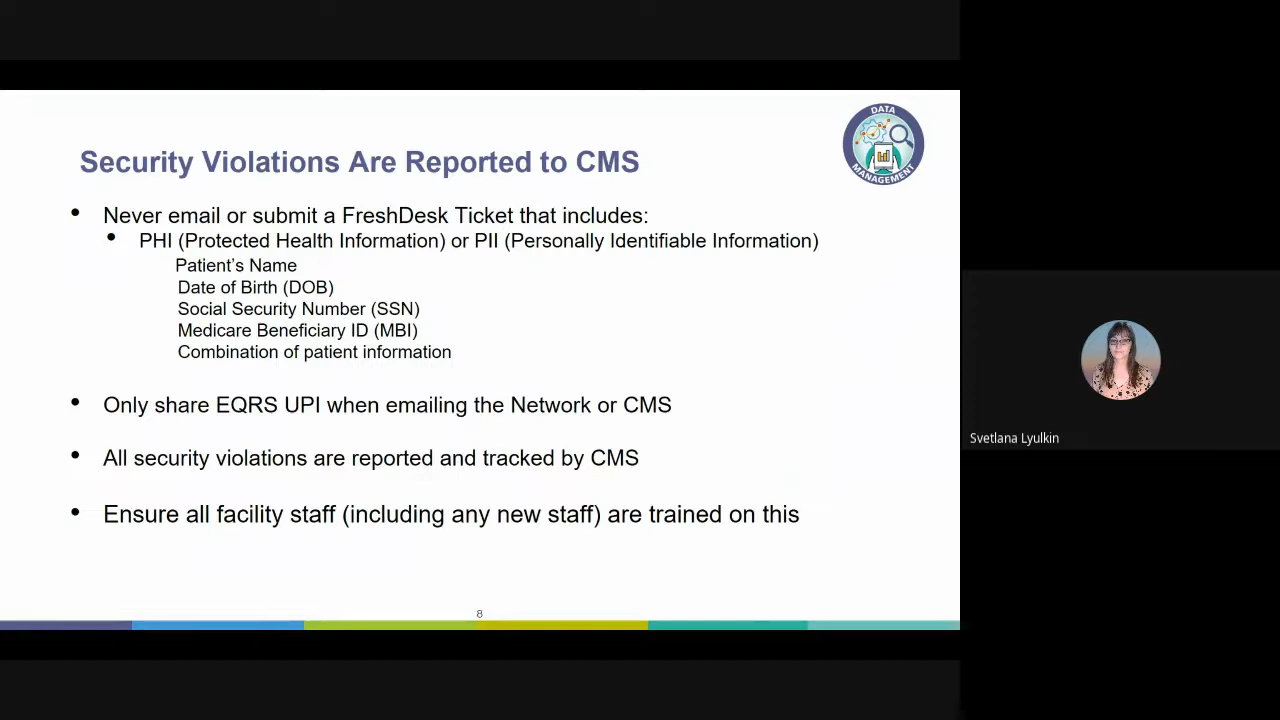 DATA
MANAGEMENT
Security Violations Are Reported to CMS
• Never email or submit a FreshDesk Ticket that includes:
• PHI (Protected Health Information) or PII (Personally Identifiable Information)
Patient’s Name
Date of Birth (DOB)
Social Security Number (SSN)
Medicare Beneficiary ID (MBI)
Combination of patient information
• Only share EQRS UPI when emailing the Network or CMS
• All security violations are reported and tracked by CMS
• Ensure all facility staff (including any new staff) are trained on this
8
Svetlana Lyulkin